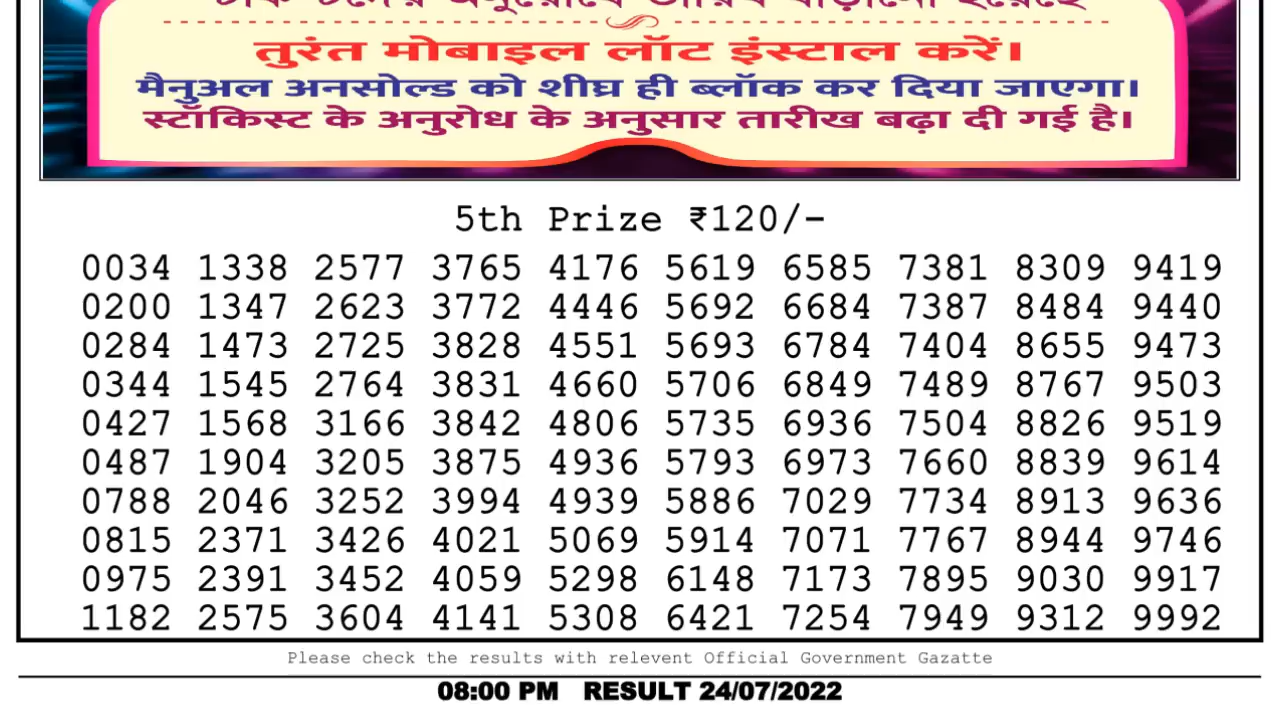 तुरंत मोबाइल लॉट इंस्टाल करें।
मैनुअल अनसोल्ड को शीघ्र ही ब्लॉक कर दिया जाएगा।
स्टॉकिस्ट के अनुरोध के अनुसार तारीख बढ़ा दी गई है।
5th Prize ₹120/-
0034 1338 2577 3765 4176 5619 6585 7381 8309 9419
0200 1347 2623 3772 4446 5692 6684 7387 8484 9440
0284 1473 2725 3828 4551 5693 6784 7404 8655 9473
0344 1545 2764 3831 4660 5706 6849 7489 8767 9503
0427 1568 3166 3842 4806 5735 6936 7504 8826 9519
0487 1904 3205 3875 4936 5793 6973 7660 8839 9614
0788 2046 3252 3994 4939 5886 7029 7734 8913 9636
0815 2371 3426 4021 5069 5914 7071 7767 8944 9746
0975 2391 3452 4059 5298 6148 7173 7895 9030 9917
1182 2575 3604 4141 5308 6421 7254 7949 9312 9992
Please check the results with relevent Official Government Gazatte
08:00 PM RESULT 24/07/2022